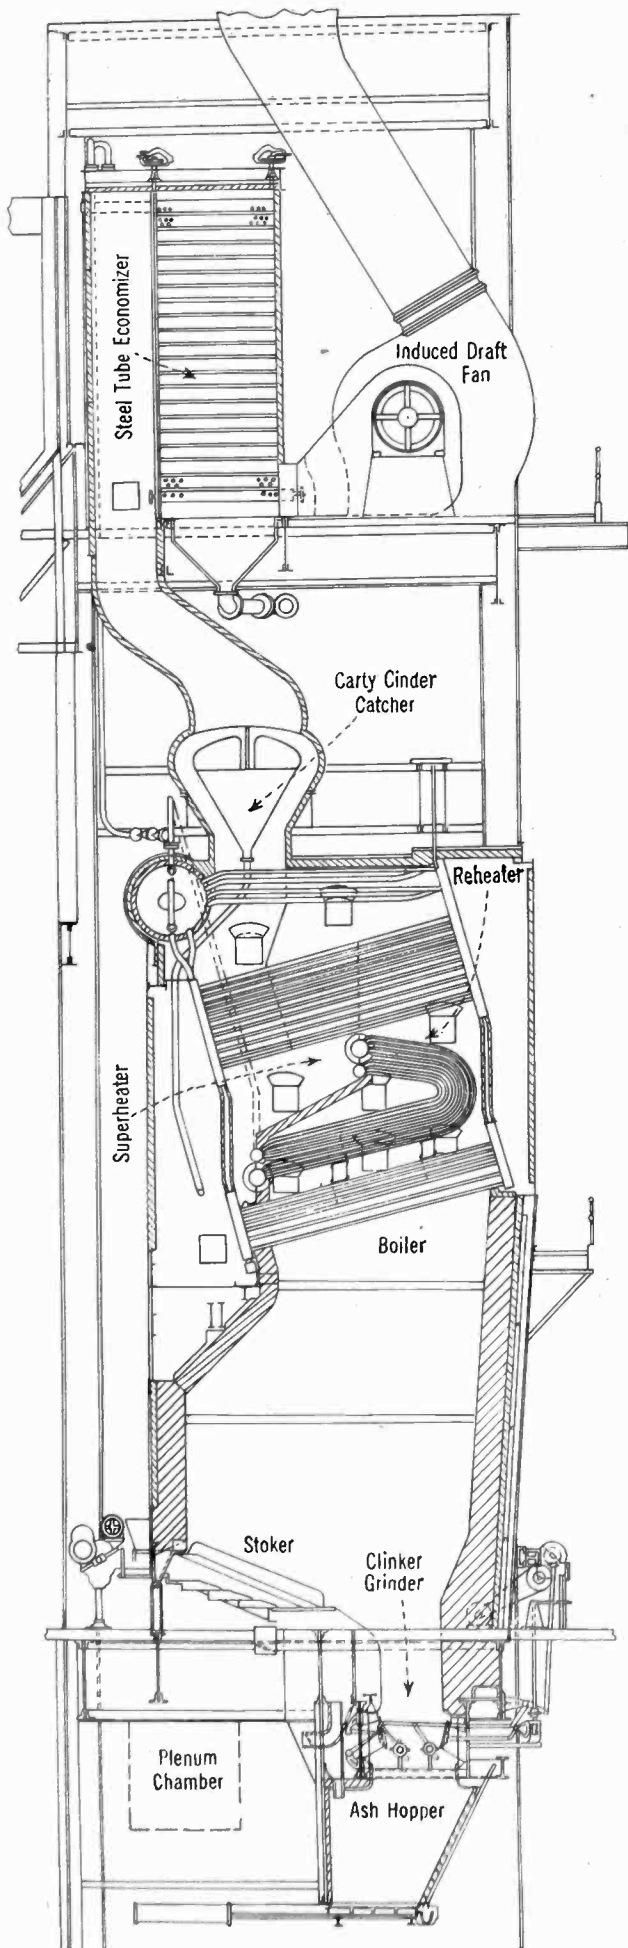 Steel Tube Economizer
Induced Draft
Fan
Carty Cinder
Catcher
Reheater
Superheater
Boiler
Stoker
Clinker
Grinder
Plenum
Chamber
Ash Hopper